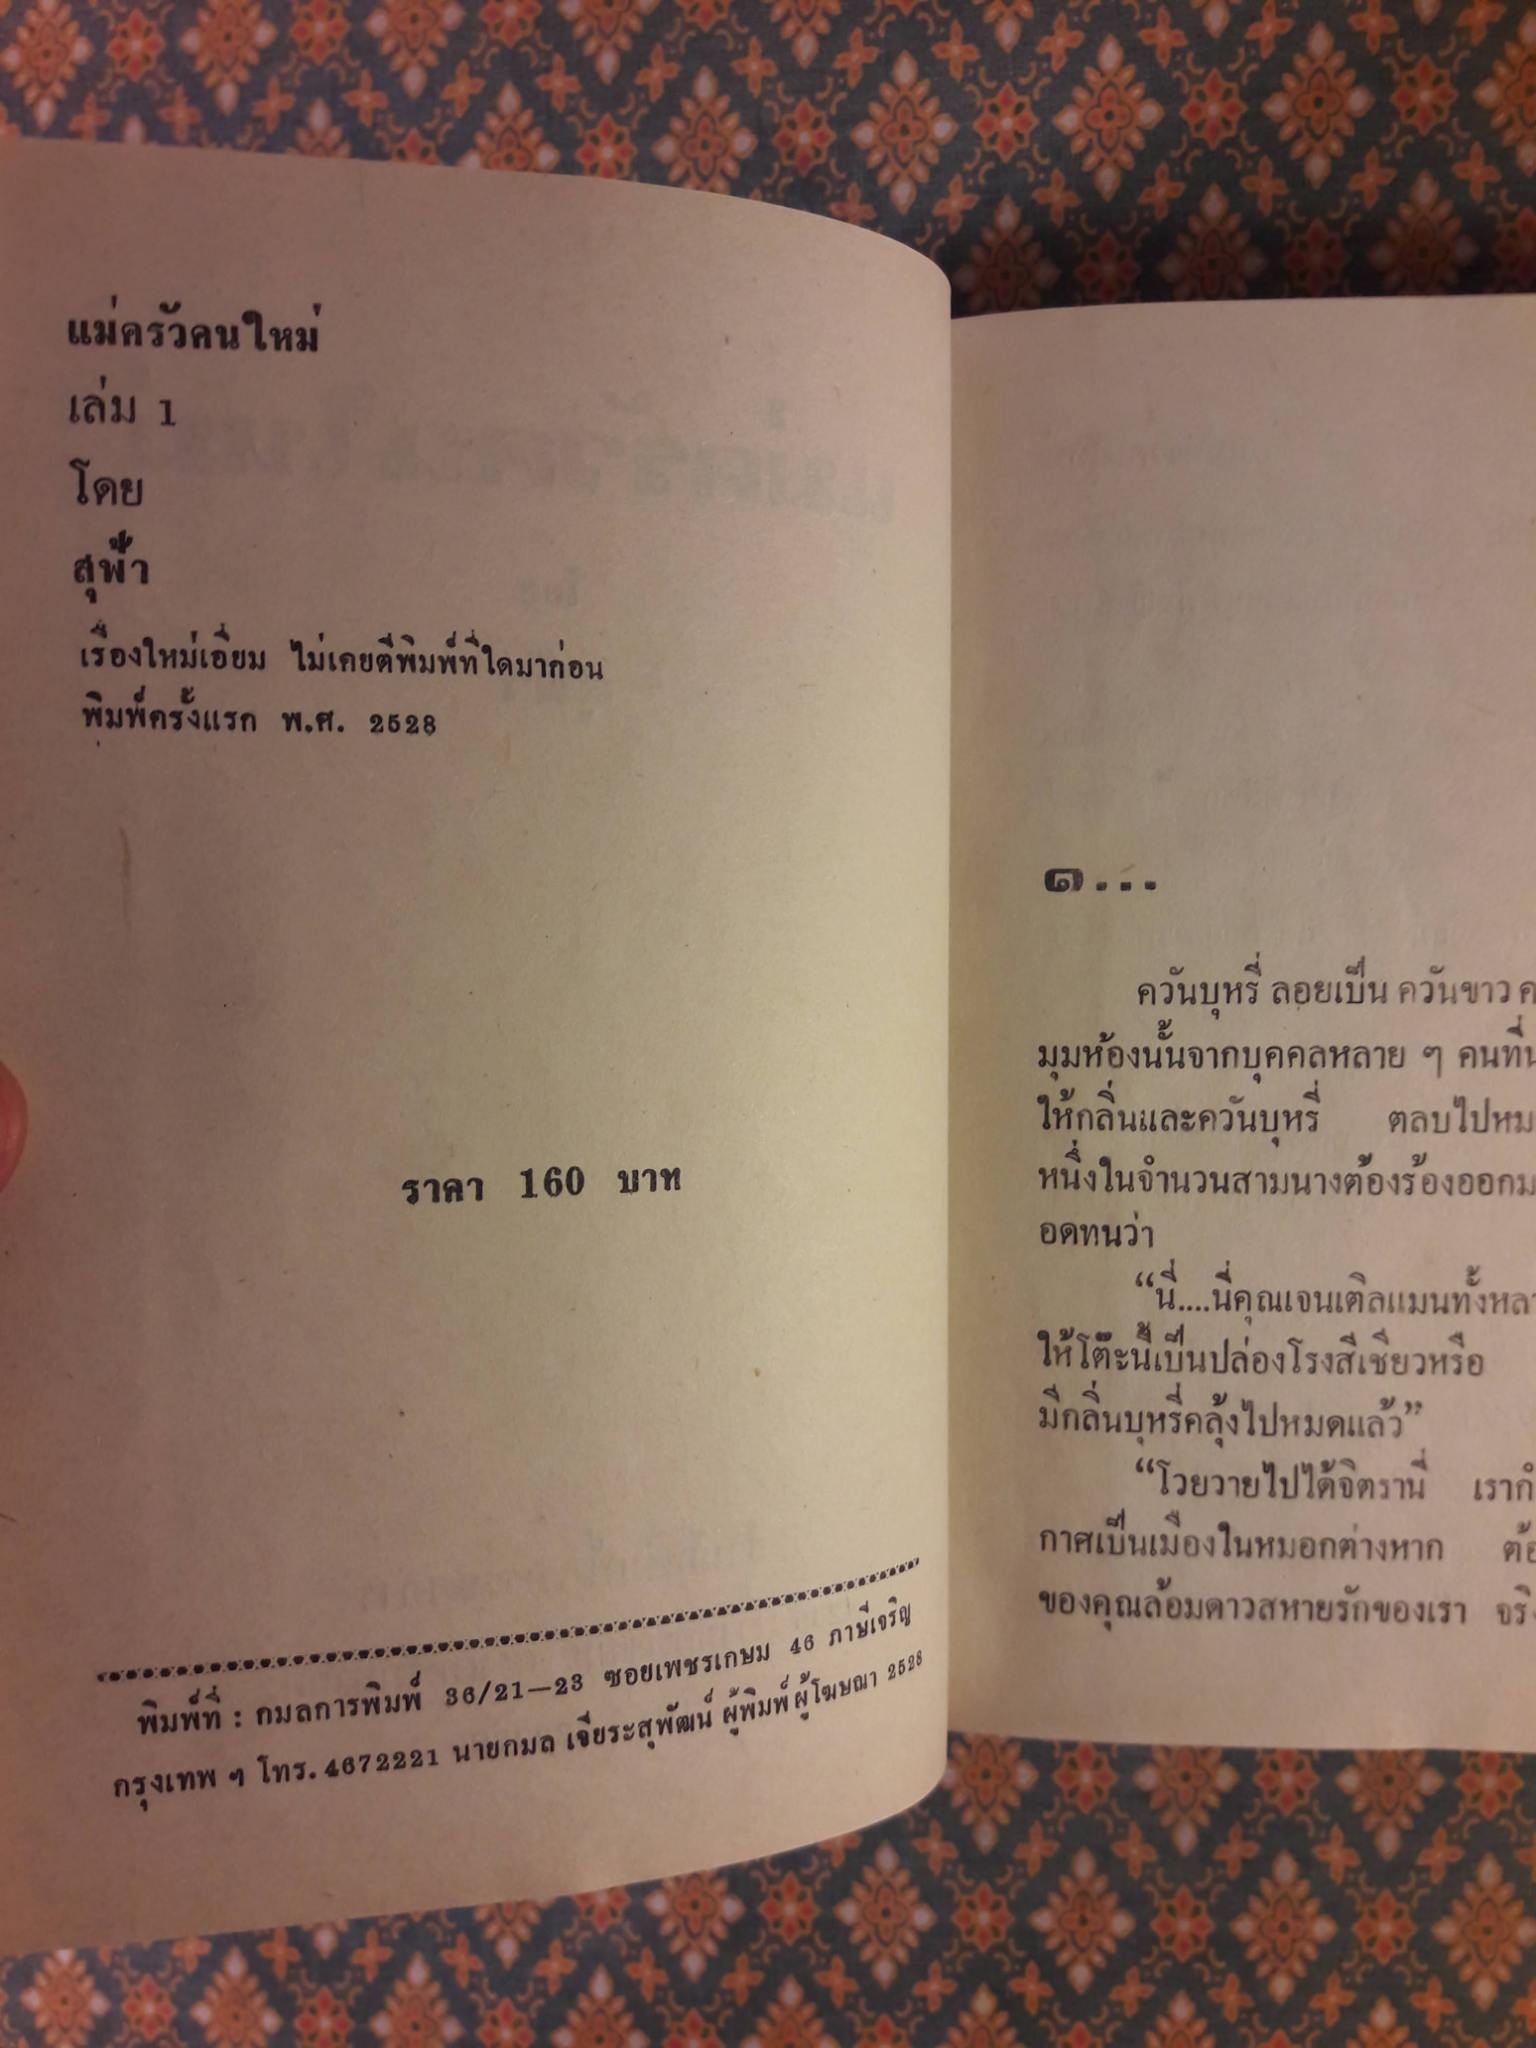 แม่ครัวคนใหม่
เล่ม 1
โดย
สุฟ้า
เรื่องใหม่เอี่ยม ไม่เคยตีพิมพ์ที่ใดมาก่อน
พิมพ์ครั้งแรก พ.ศ. 2528
ราคา 160 บาท
พิมพ์ที่ : กมลการพิมพ์ 36/21—23 ซอยเพชรเกษม 46 ภาษีเจริญ
กรุงเทพ ฯ โทร. 4672221 นายกมล เจียระสุพัฒน์ ผู้พิมพ์ผู้โฆษณา 2528
๑...
ควันบุหรี่ ลอยเป็น ควันขาว
มุมห้องนั้นจากบุคคลหลาย ๆ คนที่
ให้กลิ่นและควันบุหรี่ ตลบไปหม
หนึ่งในจำนวนสามนางต้องร้องออกม
อดทนว่า
“นี่....นี่คุณเจนเติลแมนทั้งหลา
ให้โต๊ะนี้เป็นปล่องโรงสีเชียวหรือ
มีกลิ่นบุหรี่คลุ้งไปหมดแล้ว”
“โวยวายไปได้จิตรานี่ เราก
กาศเป็นเมืองในหมอกต่างหาก ต้อ
ของคุณล้อมดาวสหายรักของเรา จริ